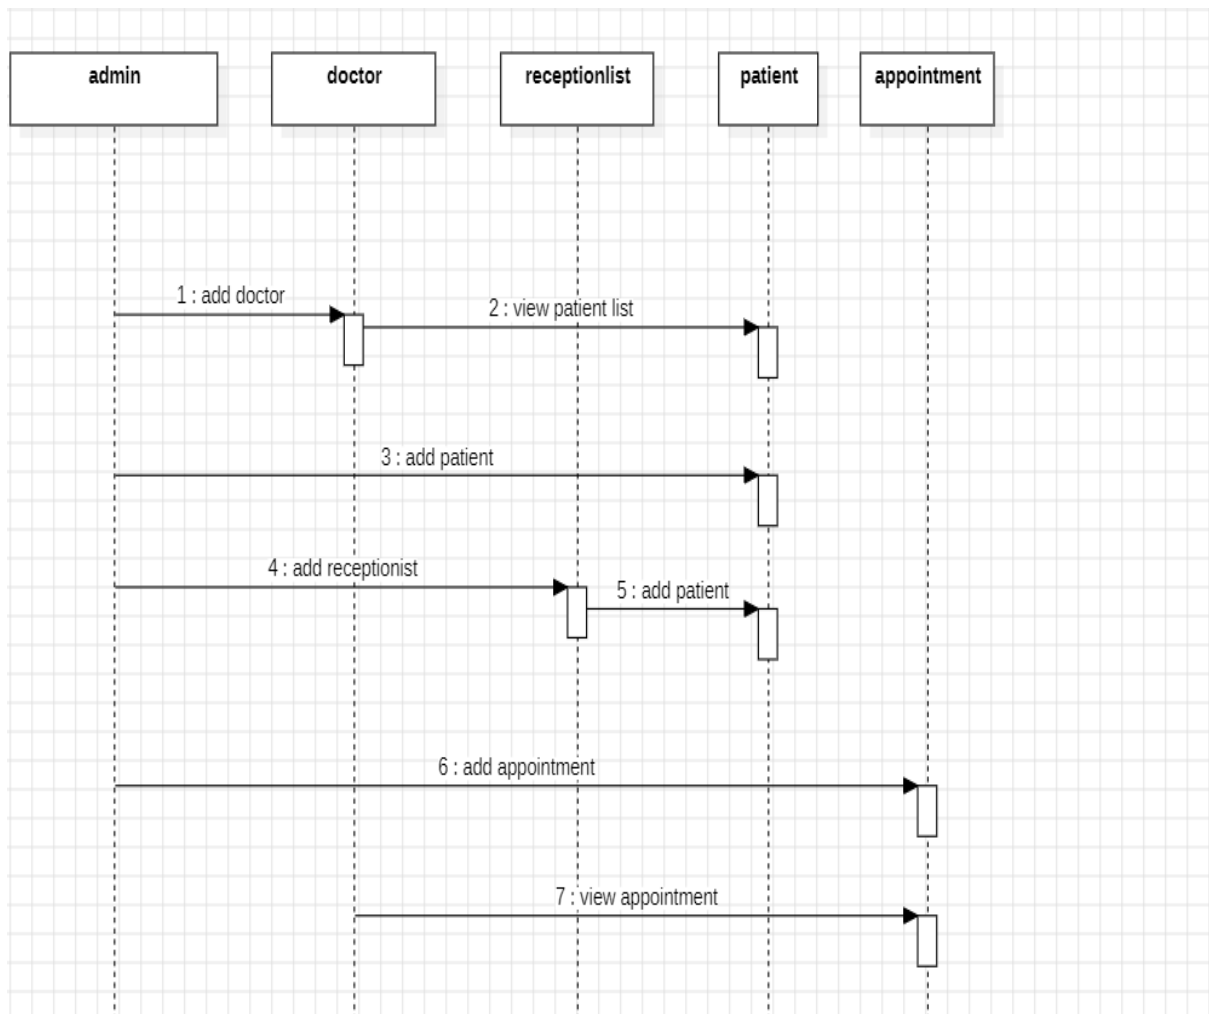 admin
doctor
receptionlist
patient
appointment
1 : add doctor
2 : view patient list
3 : add patient
4 : add receptionist
5 : add patient
6 : add appointment
7 : view appointment